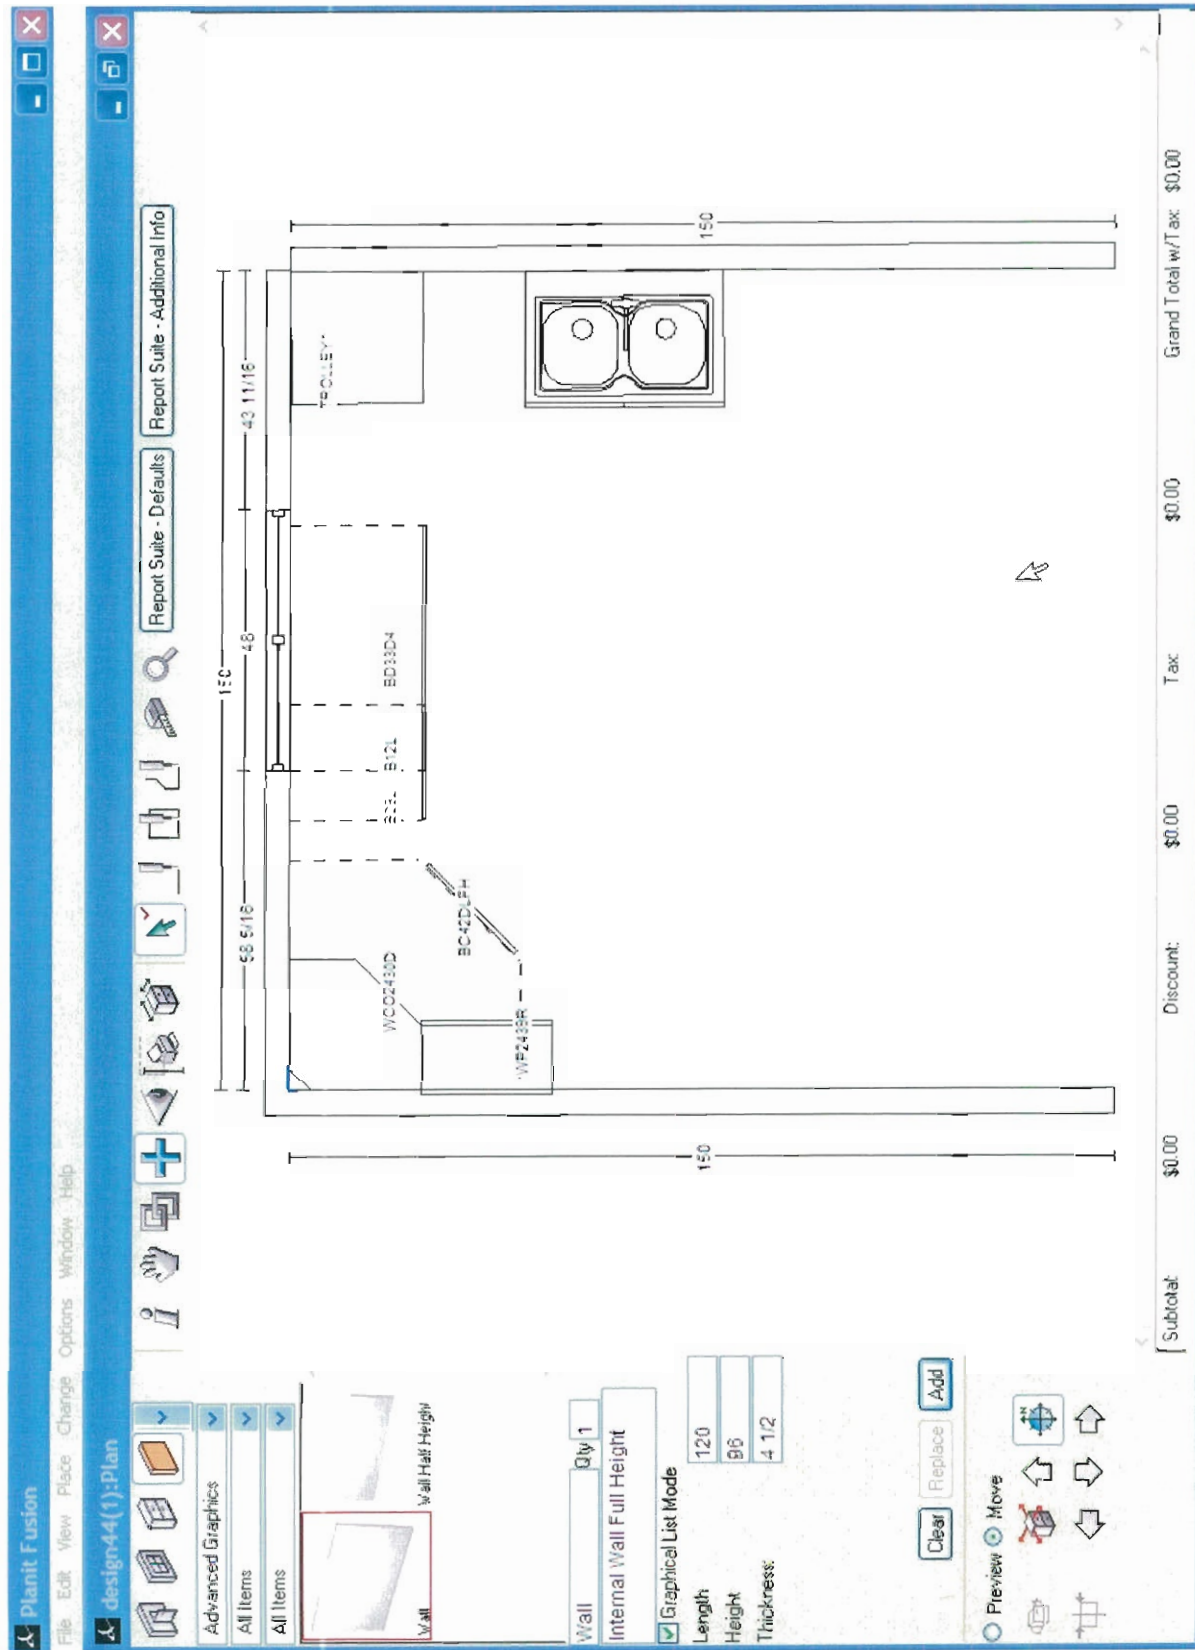 Planit Fusion
File Edit View Place Change Options Window Help
design44(1):Plan
Report Suite - Defaults
Report Suite - Additional Info
Advanced Graphics
All Items
All Items
Wall
Wall Half Height
Wall
Qty 1
Internal Wall Full Height
Graphical List Mode
Length 120
Height 96
Thickness: 4 1/2
Clear Replace Add
Preview Move
150
58 5/16
48
43 11/16
TROLLEY1
B12L
BD33D4
WCO2430D
BC42DLFH
150
150
Subtotal: $0.00
Discount: $0.00
Tax: $0.00
Grand Total w/Tax: $0.00